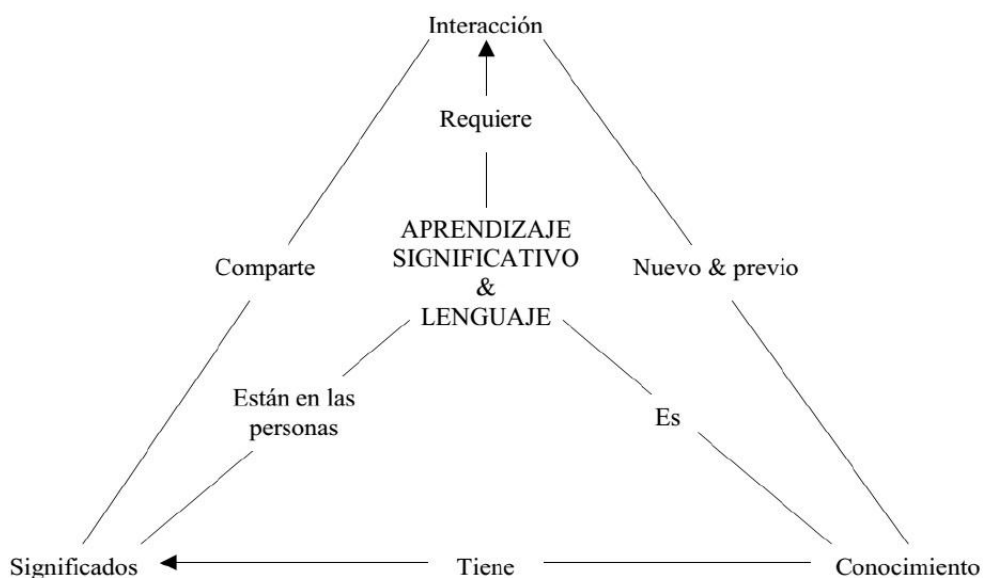 Interacción
Requiere
APRENDIZAJE
SIGNIFICATIVO
&
LENGUAJE
Comparte
Nuevo & previo
Están en las
personas
Es
Significados
Tiene
Conocimiento